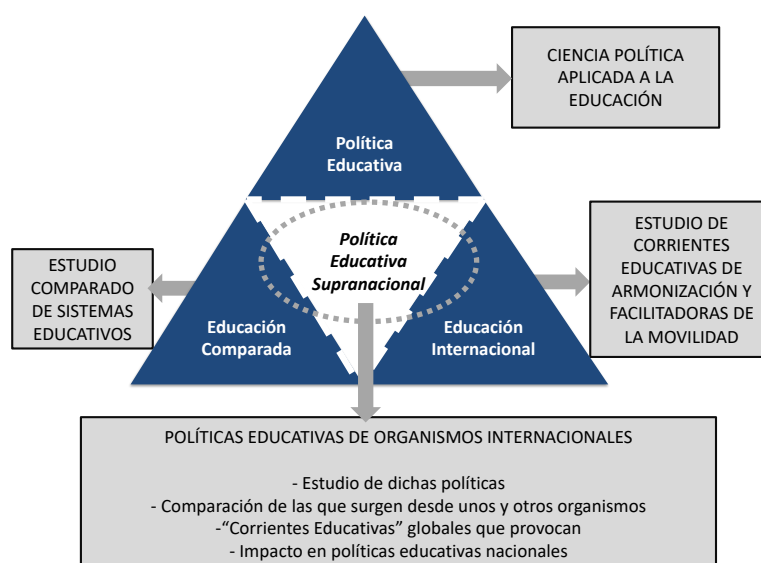 CIENCIA POLÍTICA
APLICADA A LA
EDUCACIÓN
Política
Educativa
Política
Educativa
Supranacional
ESTUDIO
COMPARADO
DE SISTEMAS
EDUCATIVOS
Educación
Comparada
Educación
Internacional
ESTUDIO DE
CORRIENTES
EDUCATIVAS DE
ARMONIZACIÓN Y
FACILITADORAS DE
LA MOVILIDAD
POLÍTICAS EDUCATIVAS DE ORGANISMOS INTERNACIONALES
- Estudio de dichas políticas
- Comparación de las que surgen desde unos y otros organismos
-“Corrientes Educativas” globales que provocan
- Impacto en políticas educativas nacionales